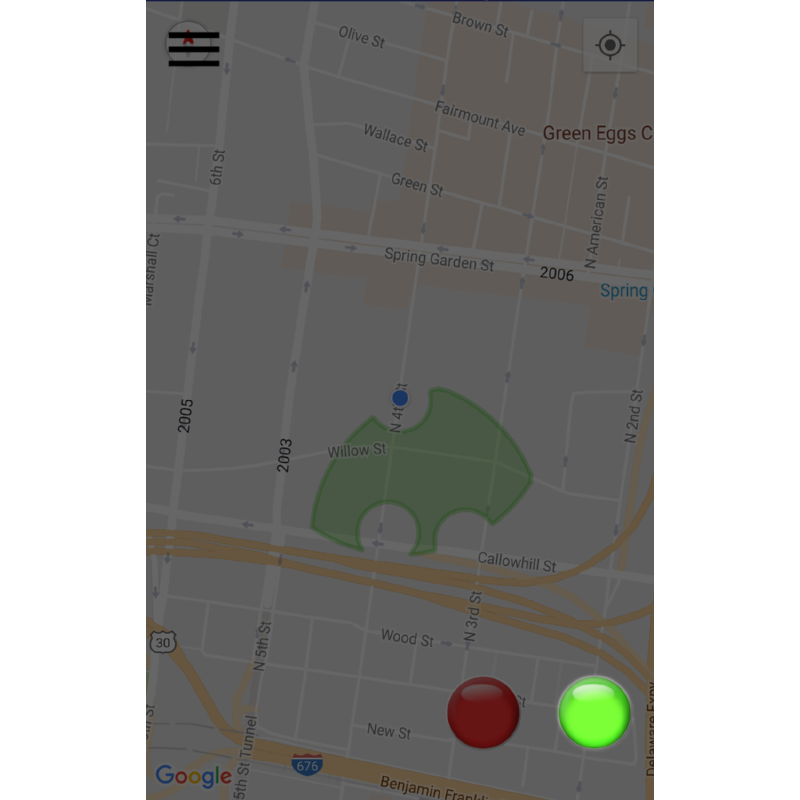 Brown St
Olive St
Fairmount Ave
Green Eggs C
Wallace St
6th St
Green St
N American St
Marshall Ct
Spring Garden St
2006
Spring
2005
N 4th St
N 2nd St
2003
Willow St
Callowhill St
N 3rd St
30
Wood St
N 5th St
St
New St
5th St Tunnel
676
Google
Benjamin Frankli
Delaware Expy